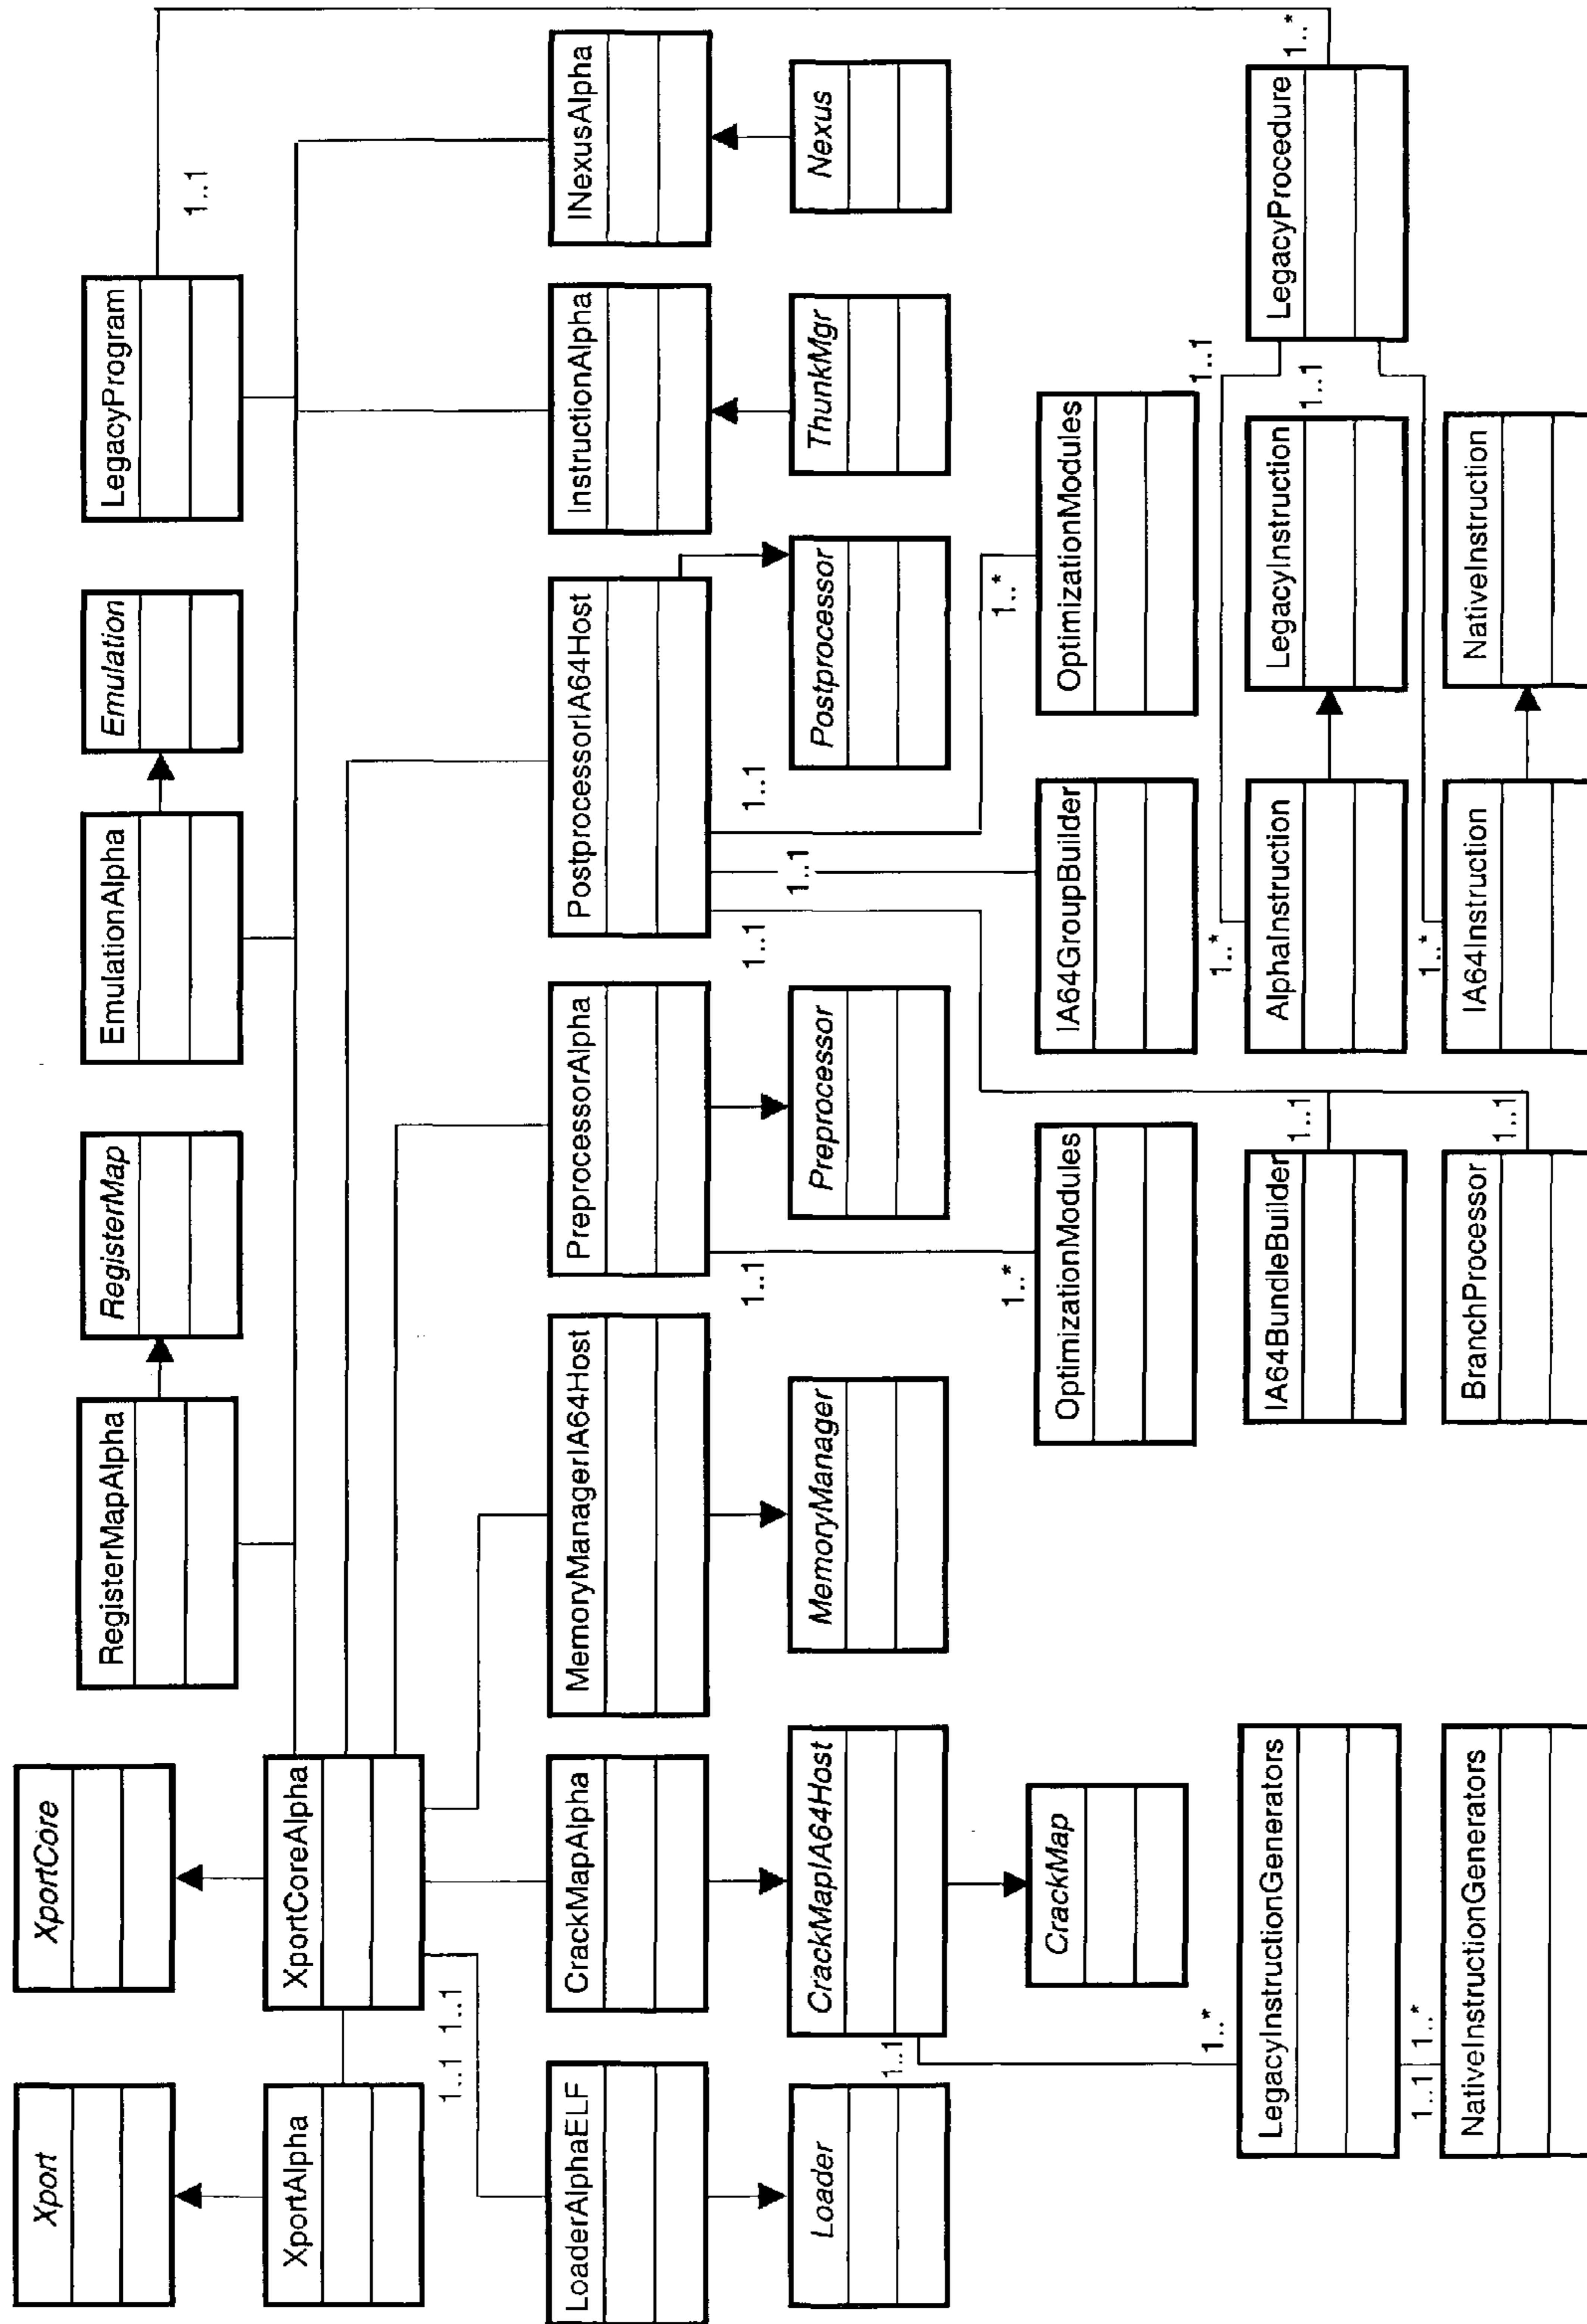 Xport
XportCore
XportAlpha
XportCoreAlpha
RegisterMapAlpha
RegisterMap
EmulationAlpha
Emulation
LegacyProgram
1..1
1..1
1..1
LoaderAlphaELF
CrackMapAlpha
MemoryManagerIA64Host
PreprocessorAlpha
PostprocessorIA64Host
InstructionAlpha
INexusAlpha
Loader
CrackMapIA64Host
MemoryManager
Preprocessor
Postprocessor
ThunkMgr
Nexus
1..1
1..1
1..1
1..1
1..1
CrackMap
1..*
OptimizationModules
IA64GroupBuilder
1..*
OptimizationModules
1..*
LegacyInstructionGenerators
1..1
IA64BundleBuilder
1..*
AlphaInstruction
LegacyInstruction
1..1
1..1
LegacyProcedure
1..*
1..1
1..*
NativeInstructionGenerators
1..1
BranchProcessor
1..*
IA64Instruction
NativeInstruction